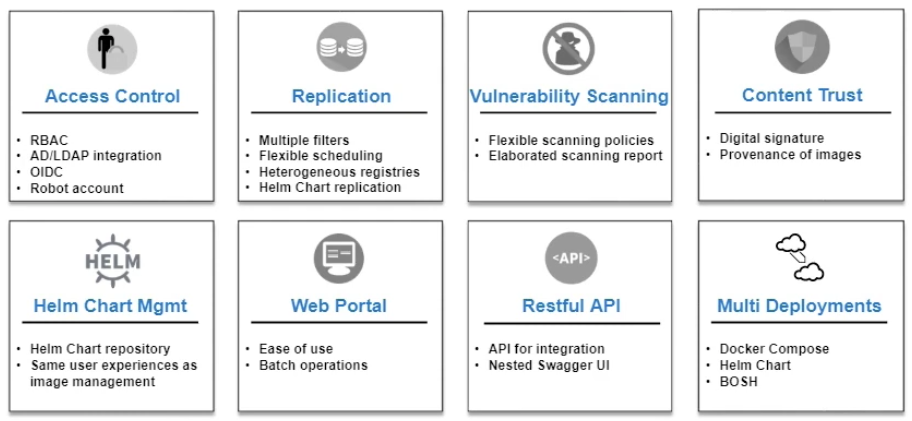 Access Control
• RBAC
• AD/LDAP integration
• OIDC
• Robot account
Replication
• Multiple filters
• Flexible scheduling
• Heterogeneous registries
• Helm Chart replication
Vulnerability Scanning
• Flexible scanning policies
• Elaborated scanning report
Content Trust
• Digital signature
• Provenance of images
HELM
Helm Chart Mgmt
• Helm Chart repository
• Same user experiences as
image management
Web Portal
• Ease of use
• Batch operations
<API>
Restful API
• API for integration
• Nested Swagger UI
Multi Deployments
• Docker Compose
• Helm Chart
• BOSH